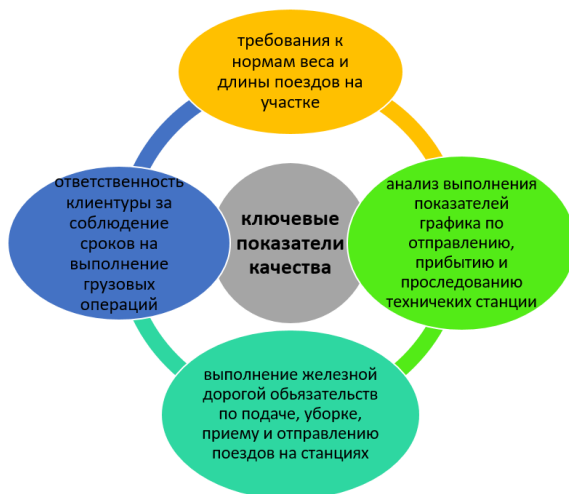 требования к
нормам веса и
длины поездов на
участке
ответственность
клиентуры за
соблюдение
сроков на
выполнение
грузовых
операций
ключевые
показатели
качества
анализ выполнения
показателей
графика по
отправлению,
прибытию и
проследованию
техничеких станции
выполнение железной
дорогой обьязательств
по подаче, уборке,
приему и отправлению
поездов на станциях